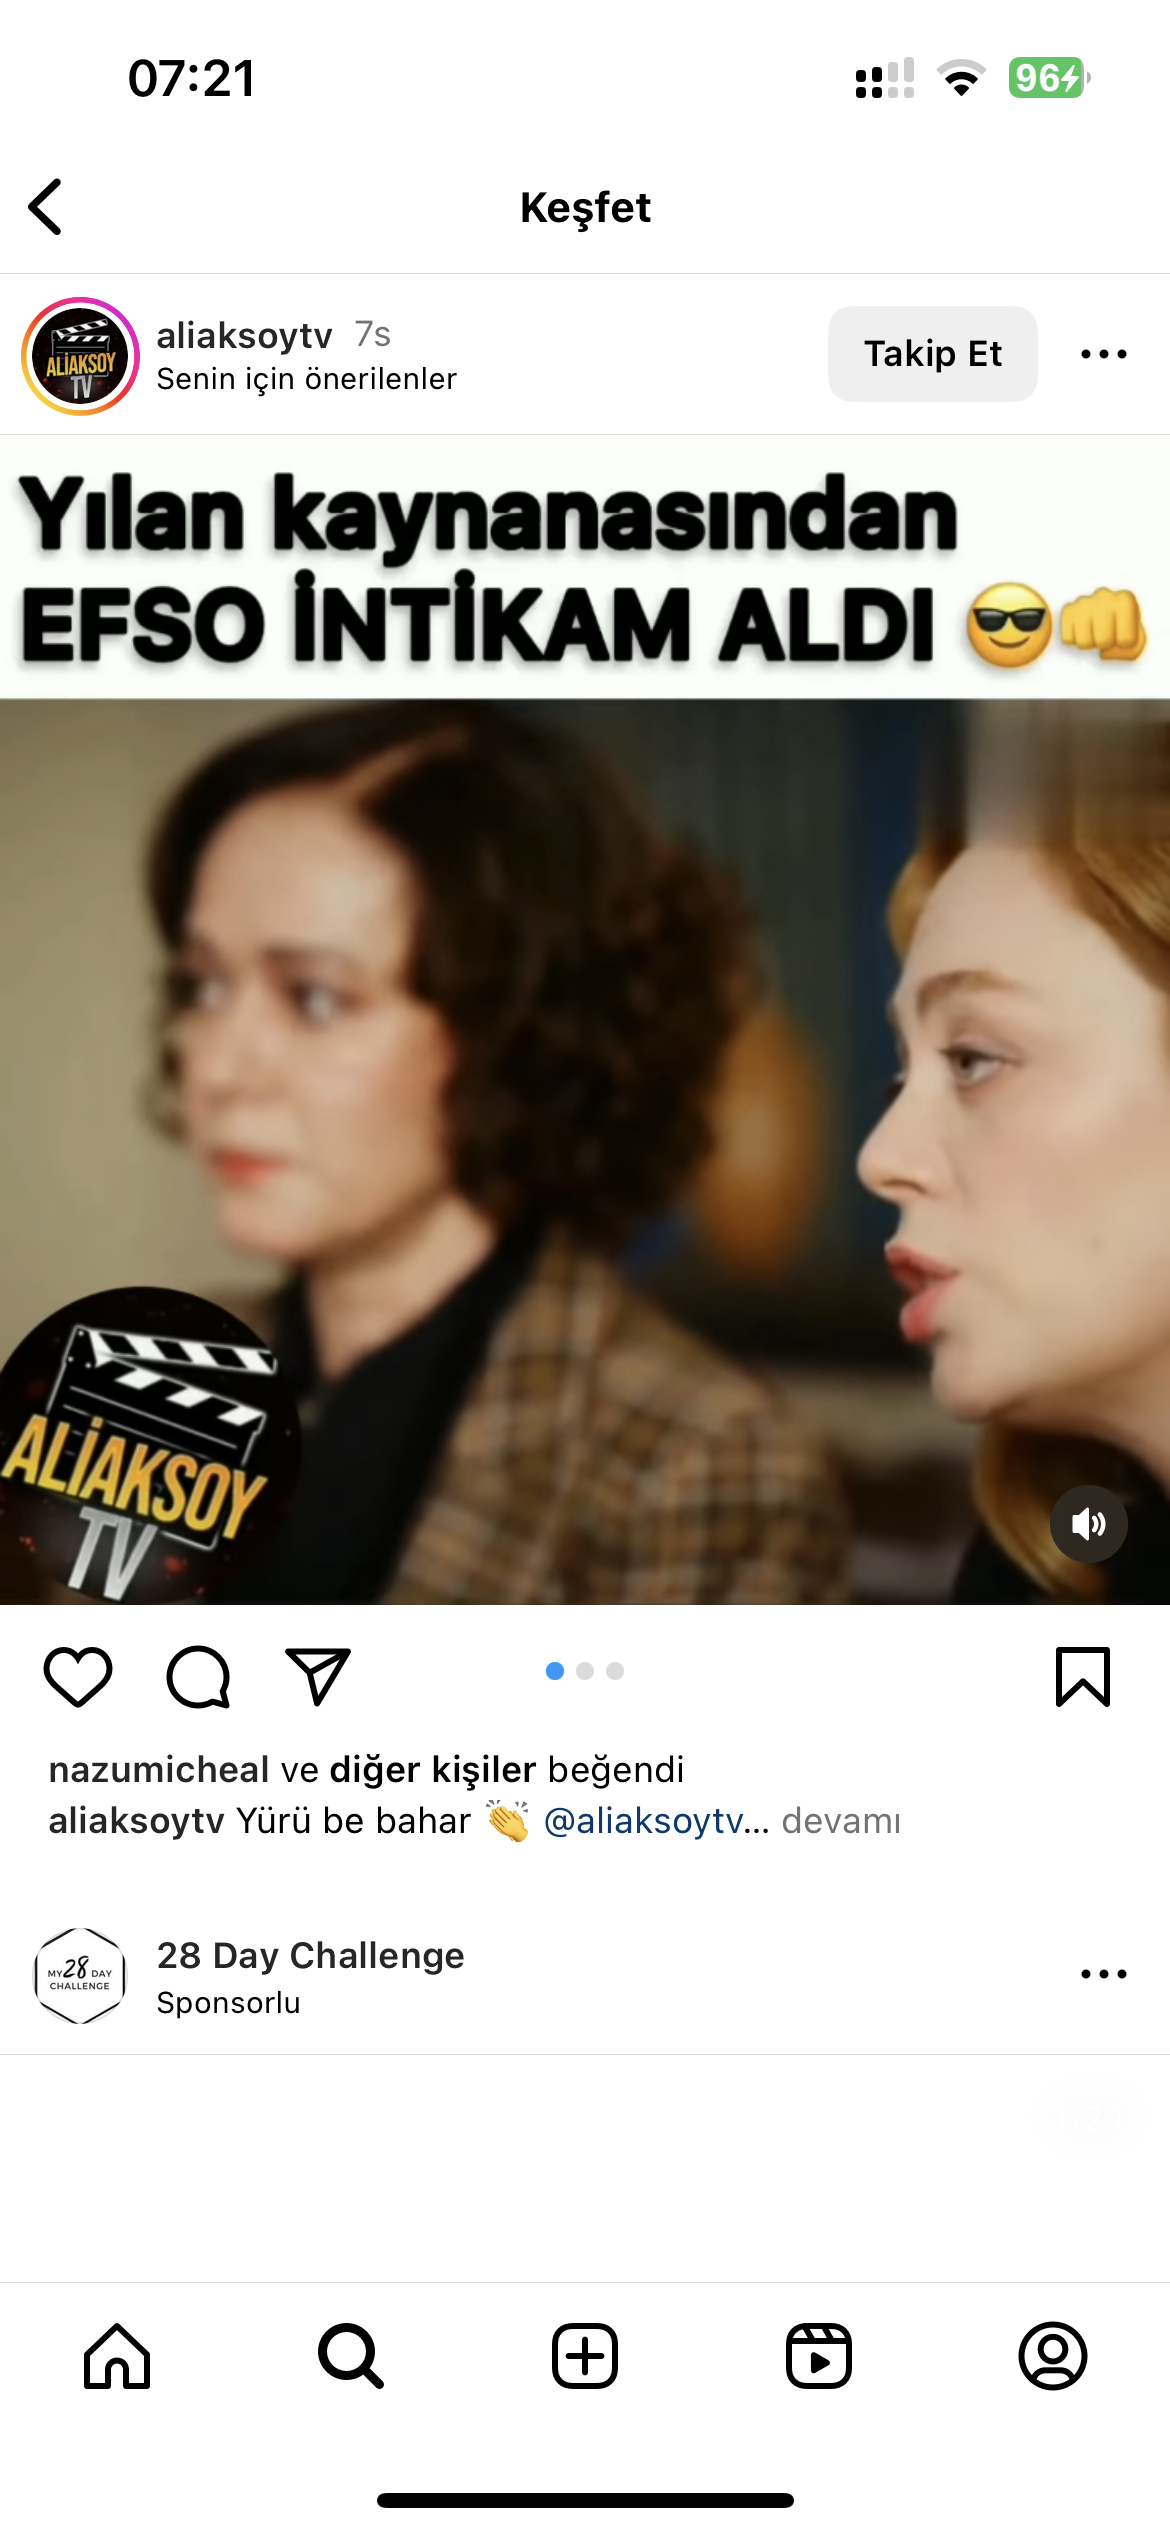 07:21
96
Keşfet
ALİAKSOY
TV
aliaksoytv 7s
Senin için önerilenler
Takip Et
Yılan kaynanasından
EFSO İNTİKAM ALDI 😎👊
ALİAKSOY
TV
nazumicheal ve diğer kişiler beğendi
aliaksoytv Yürü be bahar 👏 @aliaksoytv... devamı
MY 28 DAY
CHALLENGE
28 Day Challenge
Sponsorlu